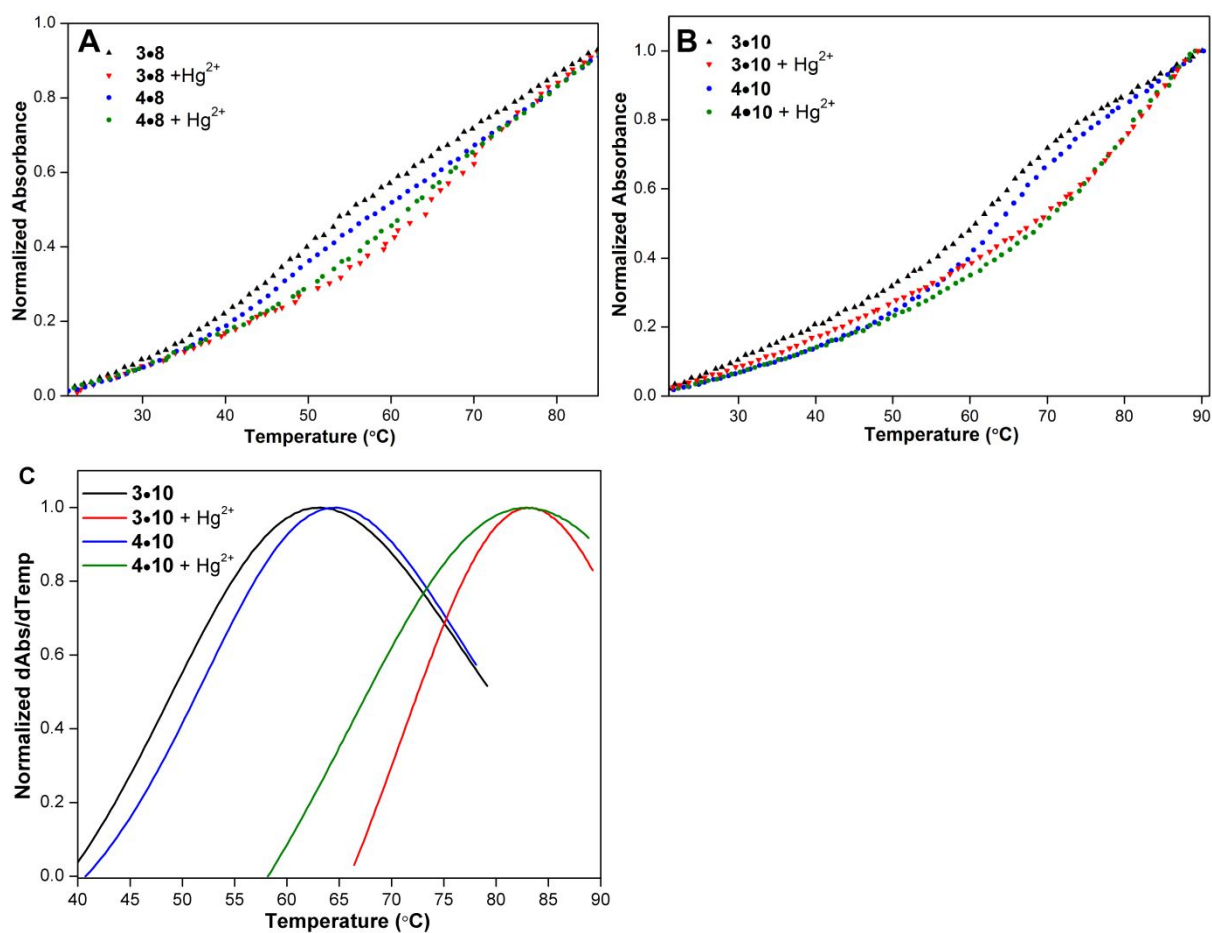 A
3•8
3•8 +Hg2+
4•8
4•8 + Hg2+
1.0
0.8
0.6
0.4
0.2
0.0
Normalized Absorbance
30 40 50 60 70 80
Temperature (°C)
B
3•10
3•10 + Hg2+
4•10
4•10 + Hg2+
1.0
0.8
0.6
0.4
0.2
0.0
Normalized Absorbance
30 40 50 60 70 80 90
Temperature (°C)
C
3•10
3•10 + Hg2+
4•10
4•10 + Hg2+
1.0
0.8
0.6
0.4
0.2
0.0
Normalized dAbs/dTemp
40 45 50 55 60 65 70 75 80 85 90
Temperature (°C)